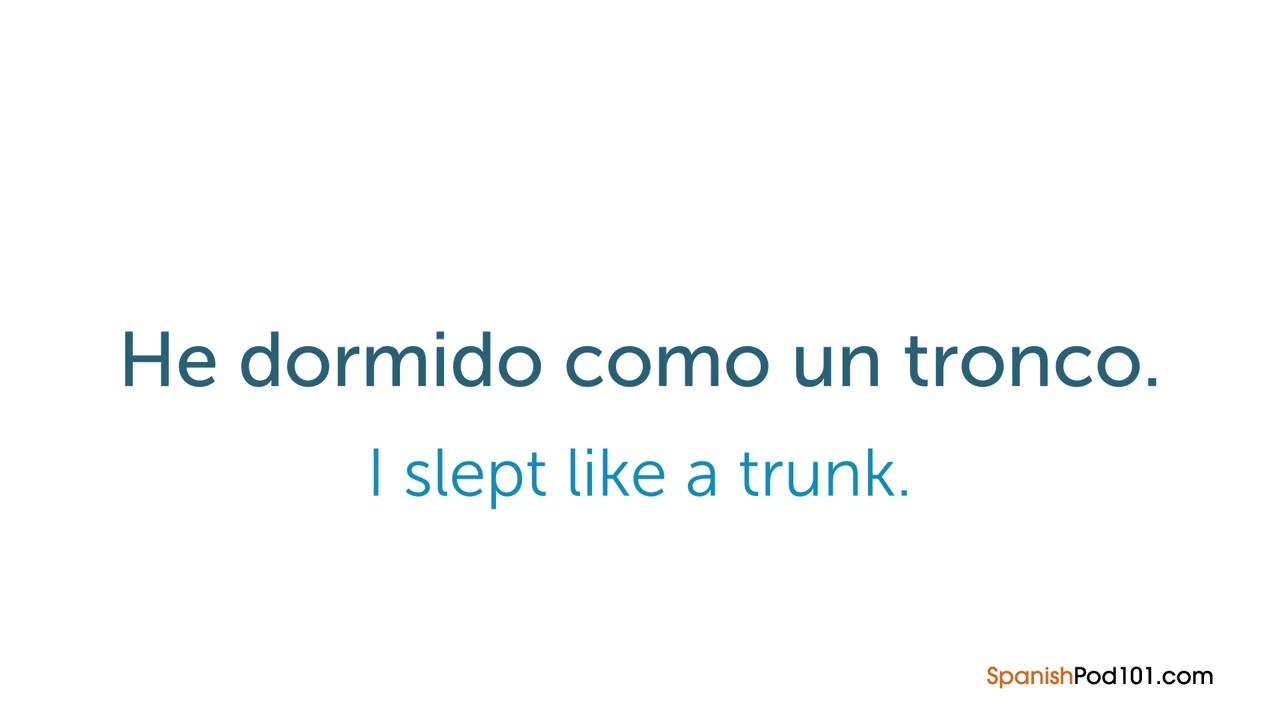 He dormido como un tronco.
I slept like a trunk.
SpanishPod101.com